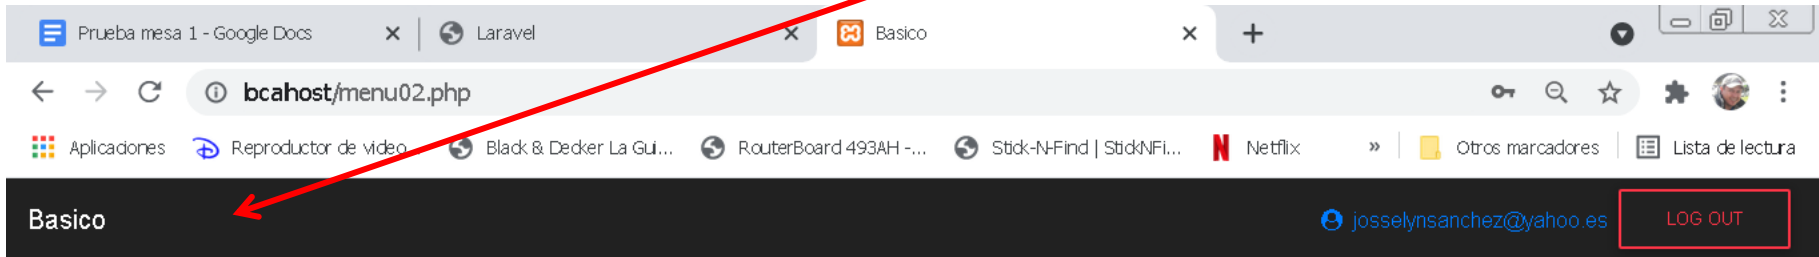 Prueba mesa 1 - Google Docs Laravel Basico
bcahost/menu02.php
Aplicaciones Reproductor de video Black & Decker La Gui... RouterBoard 493AH -... Stick-N-Find | StickNFi... Netflix » Otros marcadores Lista de lectura
Basico josselynsanchez@yahoo.es LOG OUT